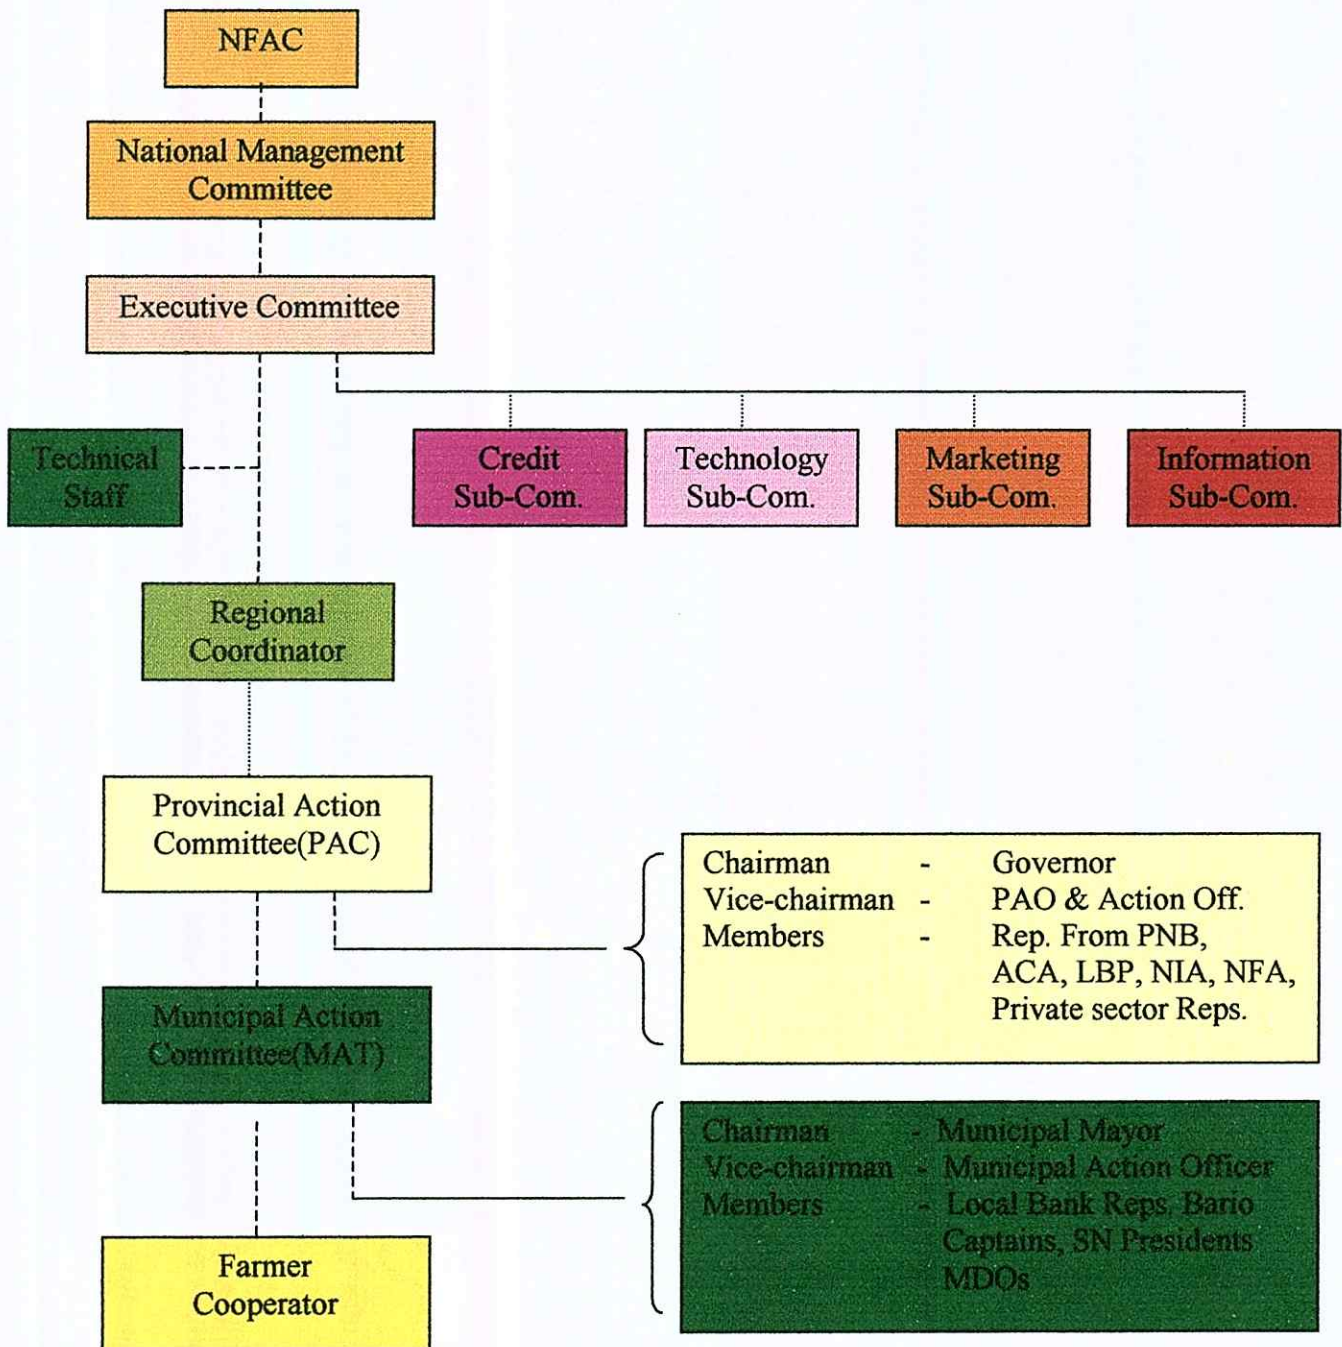 NFAC
National Management
Committee
Executive Committee
Technical
Staff
Credit
Sub-Com.
Technology
Sub-Com.
Marketing
Sub-Com.
Information
Sub-Com.
Regional
Coordinator
Provincial Action
Committee(PAC)
Chairman - Governor
Vice-chairman - PAO & Action Off.
Members - Rep. From PNB,
ACA, LBP, NIA, NFA,
Private sector Reps.
Municipal Action
Committee(MAT)
Chairman - Municipal Mayor
Vice-chairman - Municipal Action Officer
Members - Local Bank Reps, Bario
Captains, SN Presidents
MDOs
Farmer
Cooperator